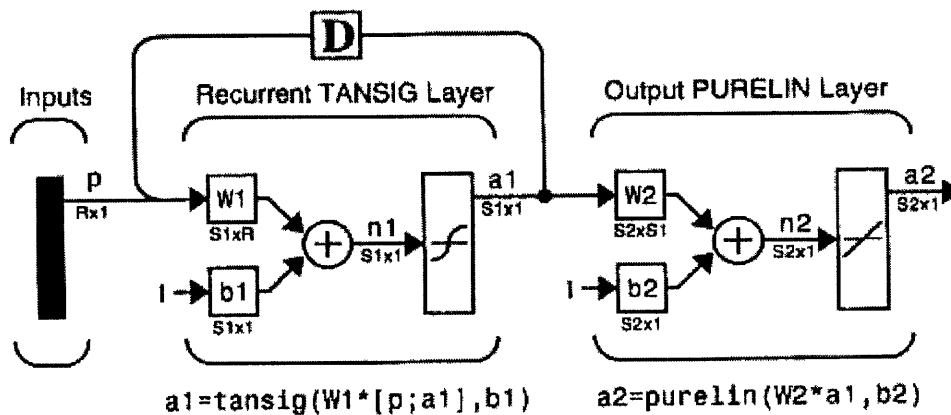 D
Inputs
Recurrent TANSIG Layer
Output PURELIN Layer
p
Rx1
W1
S1xR
n1
S1x1
a1
S1x1
1
b1
S1x1
W2
S2xS1
n2
S2x1
a2
S2x1
1
b2
S2x1
a1=tansig(W1*[p;a1],b1)
a2=purelin(W2*a1,b2)